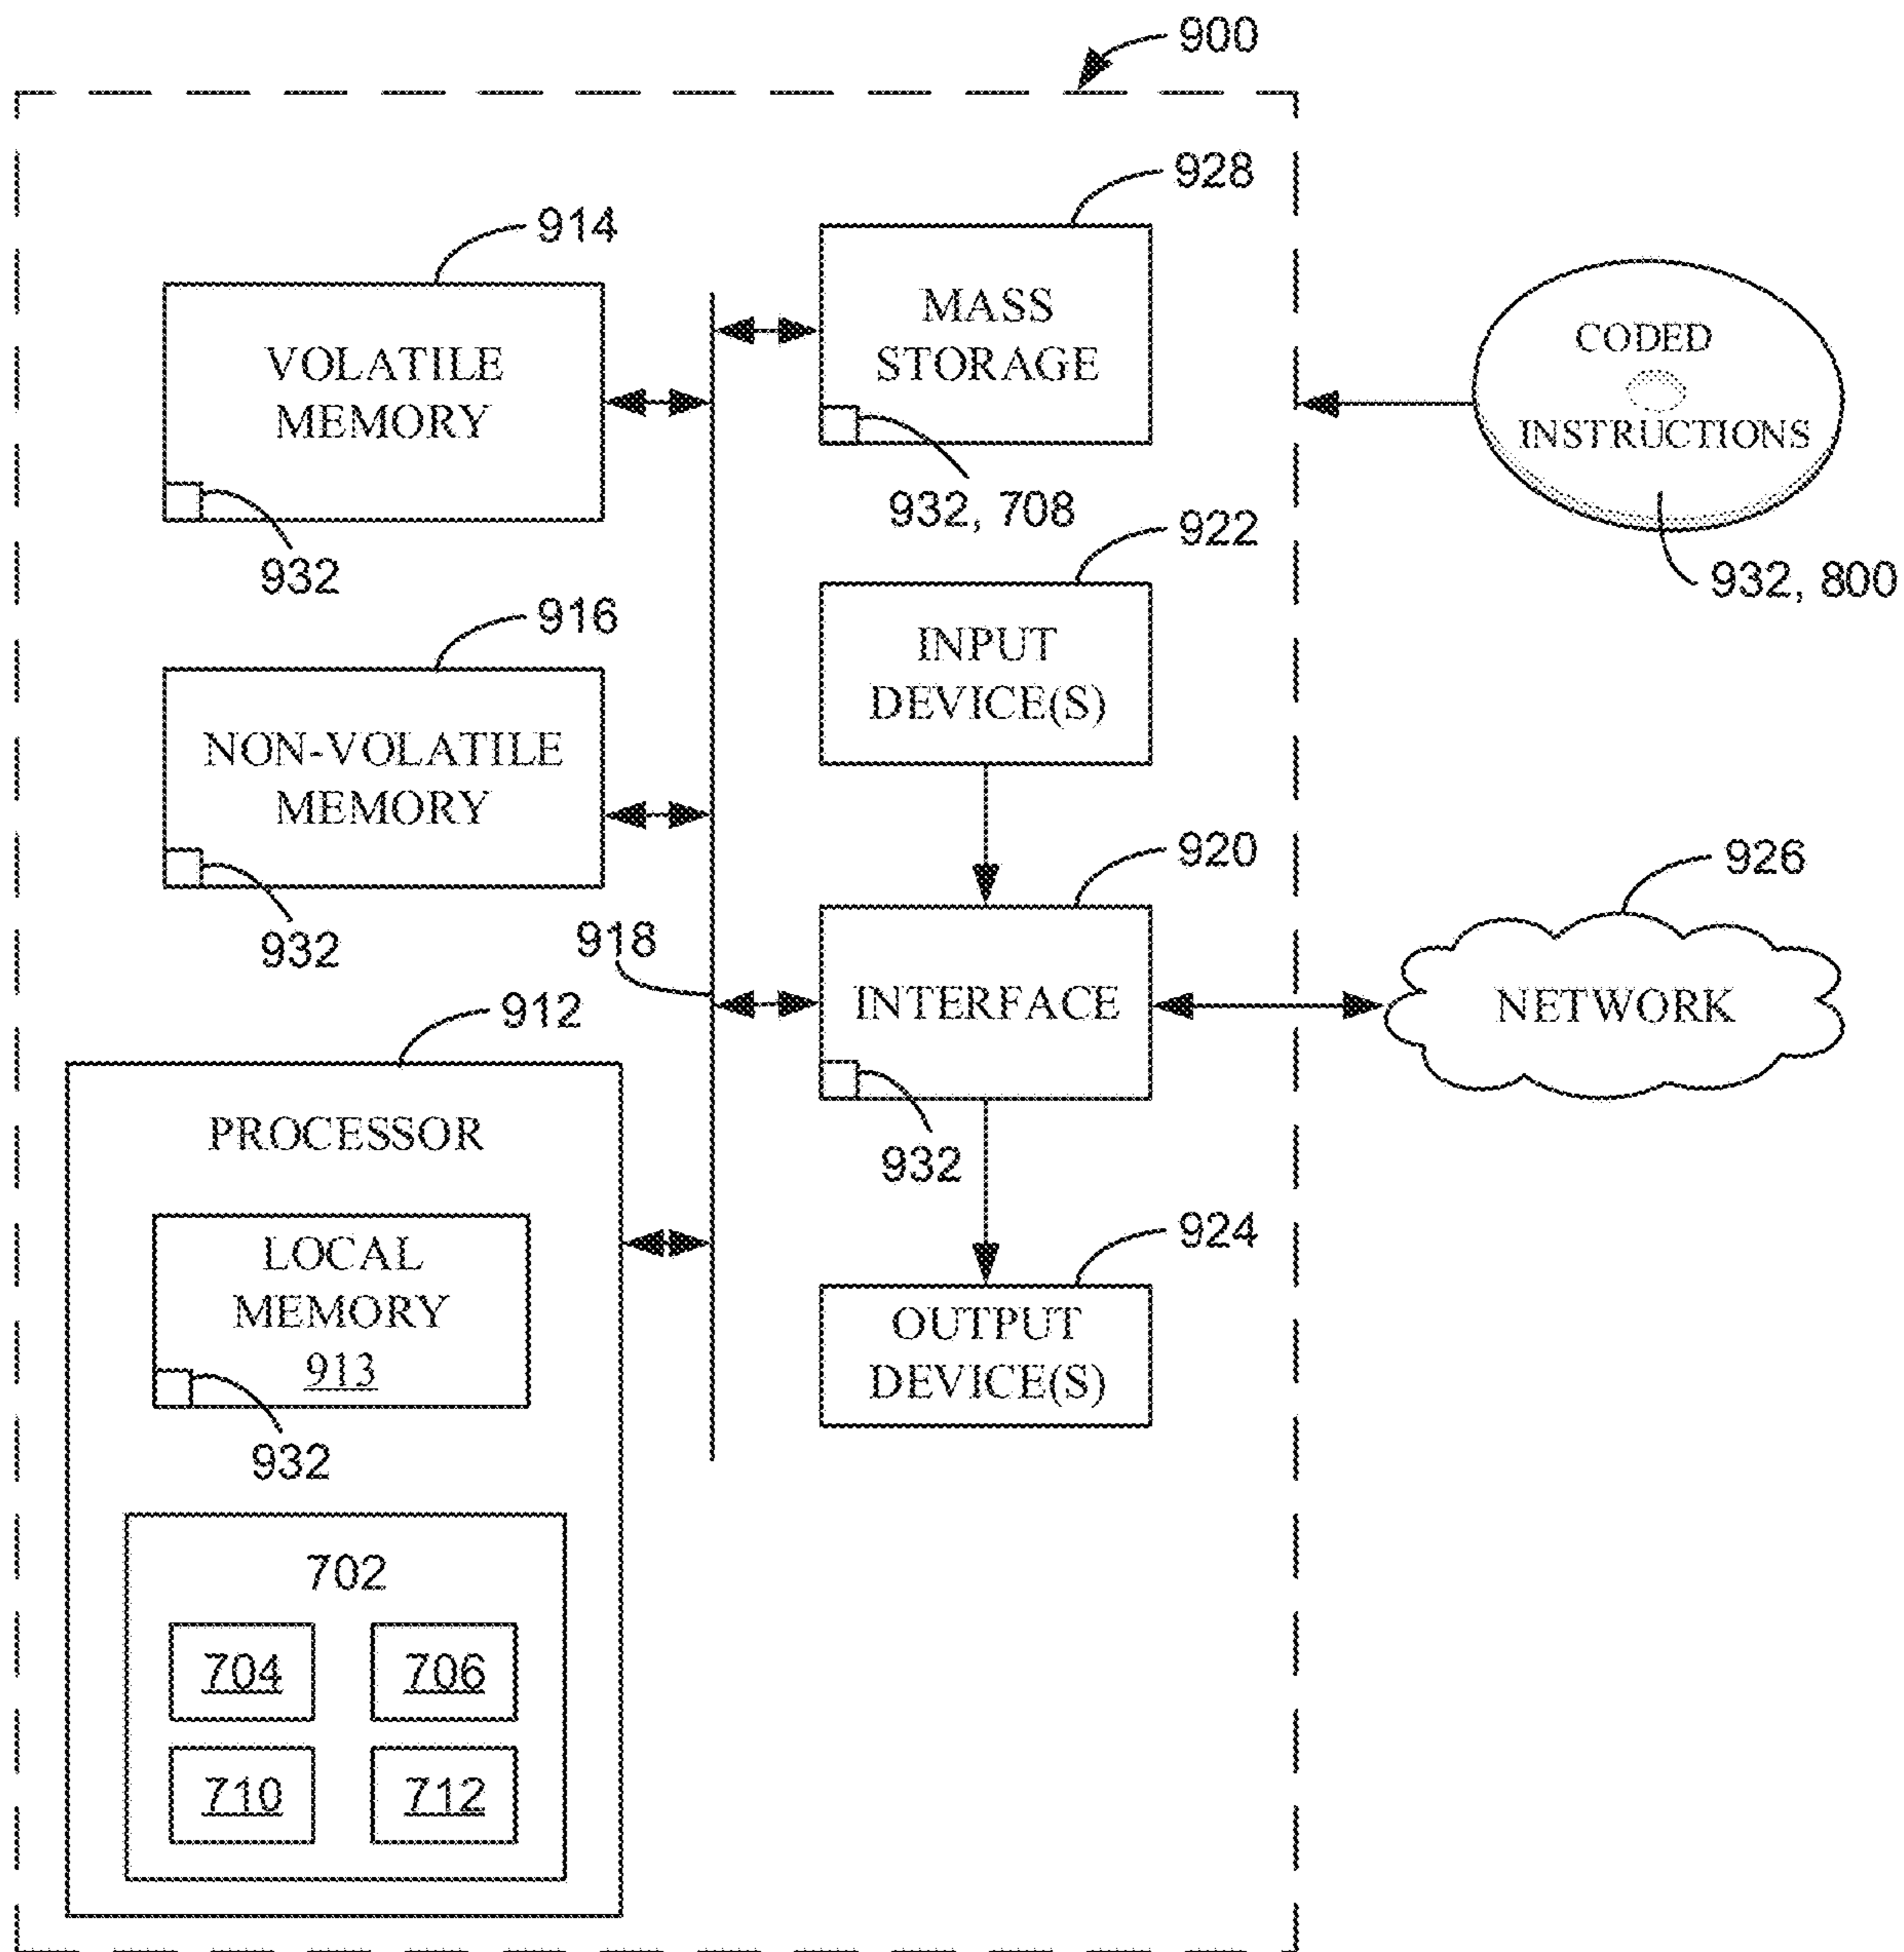 900
928
914
MASS
STORAGE
VOLATILE
MEMORY
CODED
INSTRUCTIONS
932, 708
932
922
932, 800
916
INPUT
DEVICE(S)
NON-VOLATILE
MEMORY
920
926
932
918
INTERFACE
NETWORK
912
PROCESSOR
932
LOCAL
MEMORY
913
924
OUTPUT
DEVICE(S)
932
702
704
706
710
712